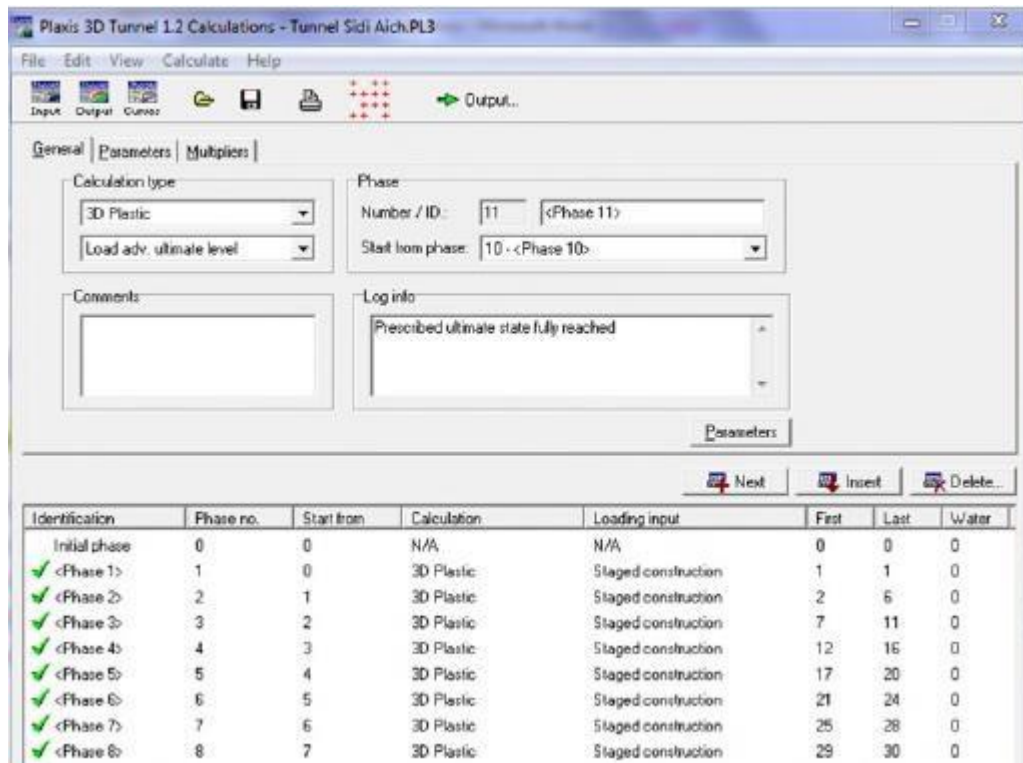 Plaxis 3D Tunnel 1.2 Calculations - Tunnel Sidi Aich.PL3
File Edit View Calculate Help
Input Output Curves Output...
General Parameters Multipliers
Calculation type
3D Plastic
Load adv. ultimate level
Phase
Number / ID.: 11 <Phase 11>
Start from phase: 10 - <Phase 10>
Comments
Log info
Prescribed ultimate state fully reached
Parameters
Next Insert Delete...
Identification Phase no. Start from Calculation Loading input First Last Water
Initial phase 0 0 N/A N/A 0 0 0
<Phase 1> 1 0 3D Plastic Staged construction 1 1 0
<Phase 2> 2 1 3D Plastic Staged construction 2 6 0
<Phase 3> 3 2 3D Plastic Staged construction 7 11 0
<Phase 4> 4 3 3D Plastic Staged construction 12 16 0
<Phase 5> 5 4 3D Plastic Staged construction 17 20 0
<Phase 6> 6 5 3D Plastic Staged construction 21 24 0
<Phase 7> 7 6 3D Plastic Staged construction 25 28 0
<Phase 8> 8 7 3D Plastic Staged construction 29 30 0